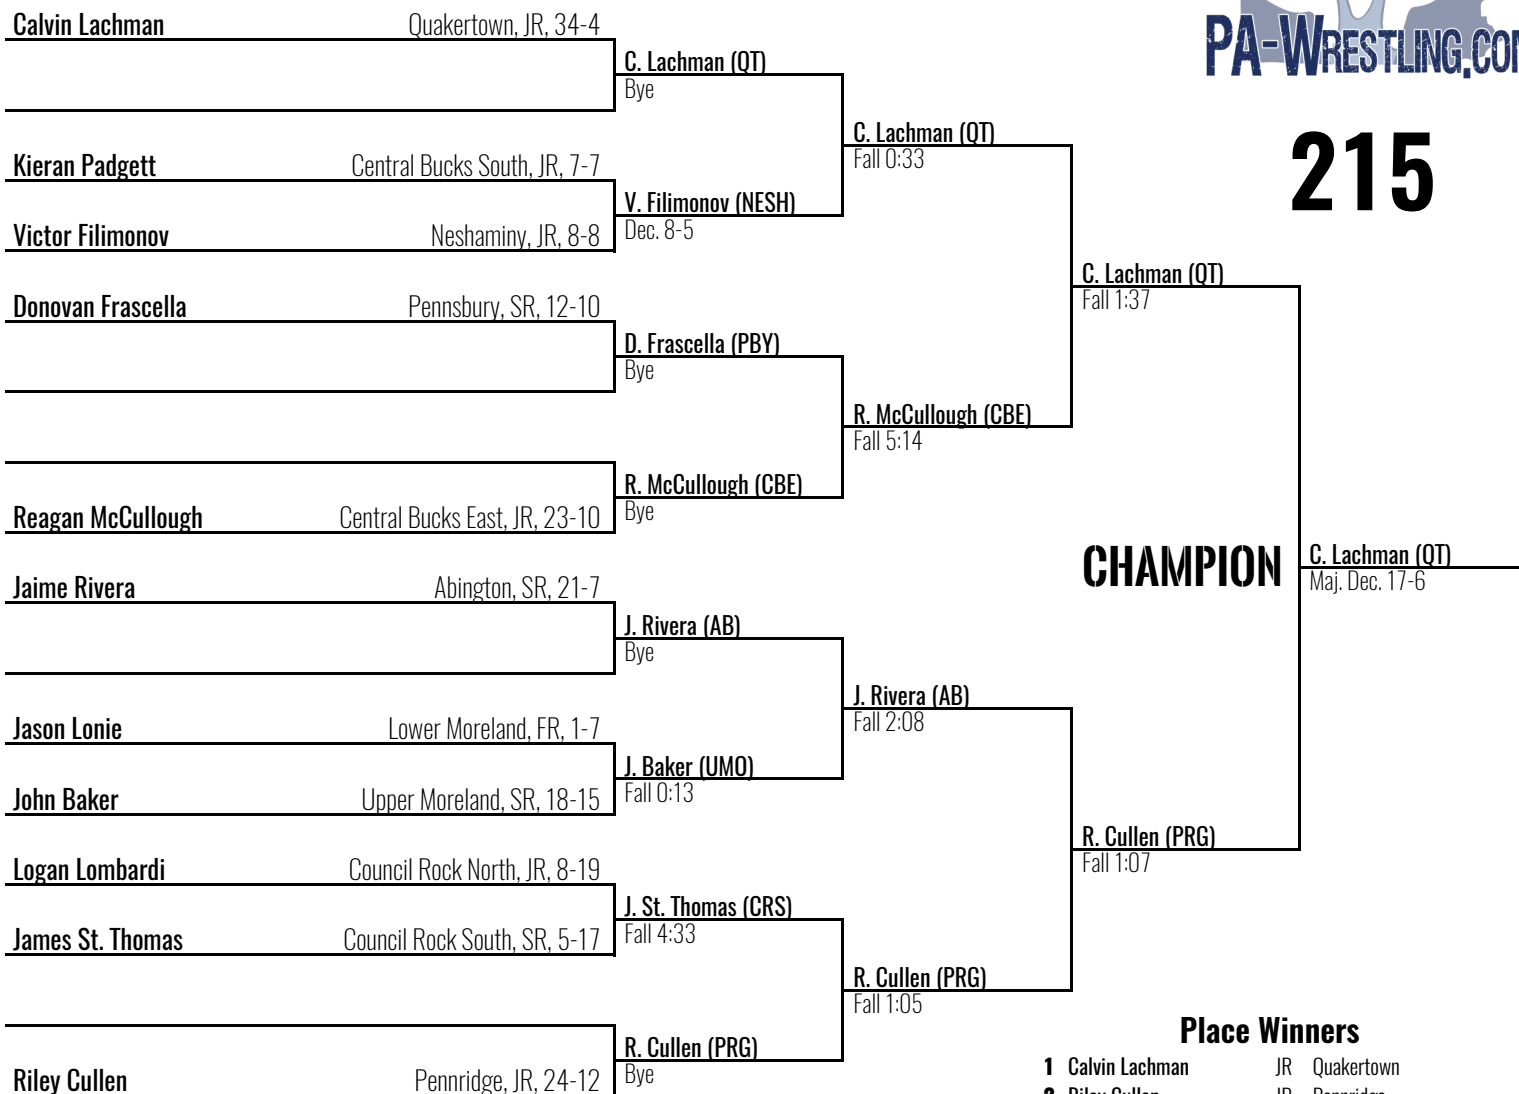 Calvin Lachman Quakertown, JR, 34-4
C. Lachman (QT)
Bye
Kieran Padgett Central Bucks South, JR, 7-7
V. Filimonov (NESH)
Dec. 8-5
Victor Filimonov Neshaminy, JR, 8-8
C. Lachman (QT)
Fall 0:33
Donovan Frascella Pennsbury, SR, 12-10
D. Frascella (PBY)
Bye
R. McCullough (CBE)
Bye
Reagan McCullough Central Bucks East, JR, 23-10
R. McCullough (CBE)
Fall 5:14
C. Lachman (QT)
Fall 1:37
Jaime Rivera Abington, SR, 21-7
J. Rivera (AB)
Bye
Jason Lonie Lower Moreland, FR, 1-7
J. Baker (UMO)
Fall 0:13
John Baker Upper Moreland, SR, 18-15
J. Rivera (AB)
Fall 2:08
Logan Lombardi Council Rock North, JR, 8-19
J. St. Thomas (CRS)
Fall 4:33
James St. Thomas Council Rock South, SR, 5-17
R. Cullen (PRG)
Bye
Riley Cullen Pennridge, JR, 24-12
R. Cullen (PRG)
Fall 1:05
R. Cullen (PRG)
Fall 1:07
CHAMPION
C. Lachman (QT)
Maj. Dec. 17-6
PA-WRESTLING.CO
215
Place Winners
1 Calvin Lachman JR Quakertown
2 Riley Cullen JR Pennridge